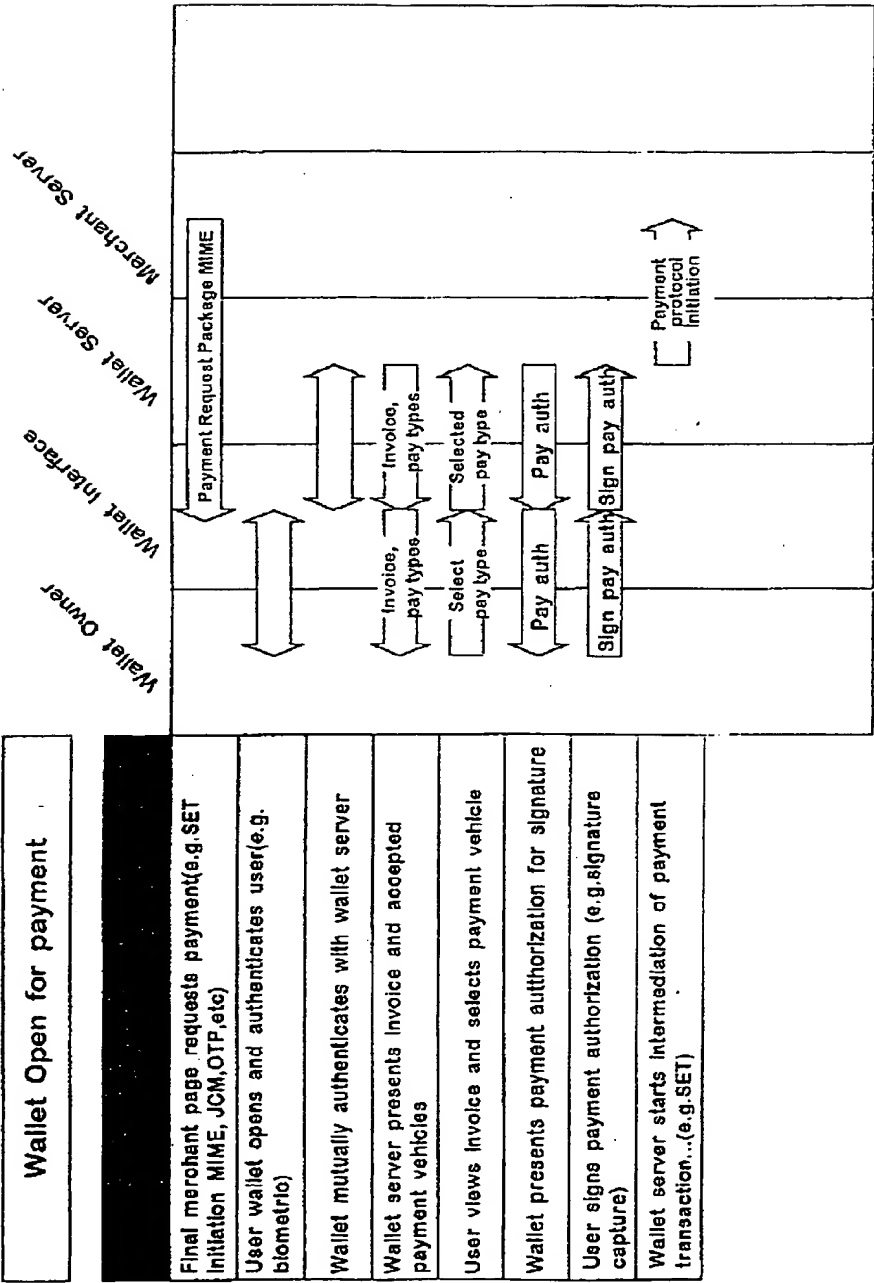 Wallet Open for payment
Wallet Owner
Wallet Interface
Wallet Server
Merchant Server
Final merchant page requests payment(e.g.SET
Initiation MIME, JCM,OTP,etc)
Payment Request Package MIME
User wallet opens and authenticates user(e.g.
biometric)
Wallet mutually authenticates with wallet server
Wallet server presents Invoice and accepted
payment vehicles
Invoice,
pay types
Invoice,
pay types
User views Invoice and selects payment vehicle
Select
pay type
Selected
pay type
Wallet presents payment autthorization for signature
Pay auth
Pay auth
User signs payment authorization (e.g.signature
capture)
Sign pay auth
Sign pay auth
Wallet server starts Intermediation of payment
transaction...(e.g.SET)
Payment
protocol
Initiation